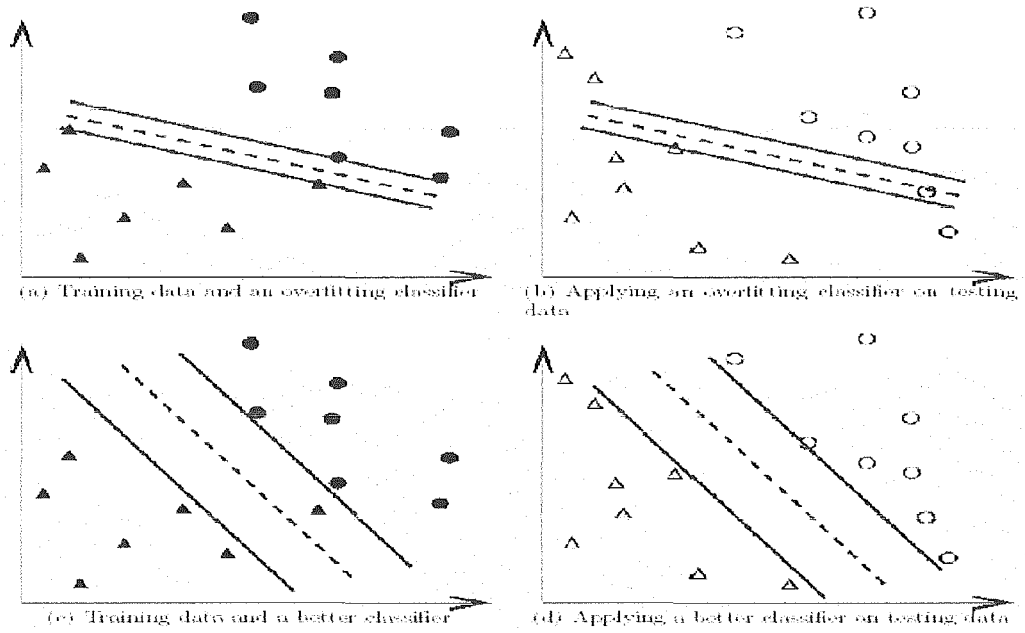 (a) Training data and an overfitting classifier
(b) Applying an overfitting classifier on testing
data
(c) Training data and a better classifier
(d) Applying a better classifier on testing data